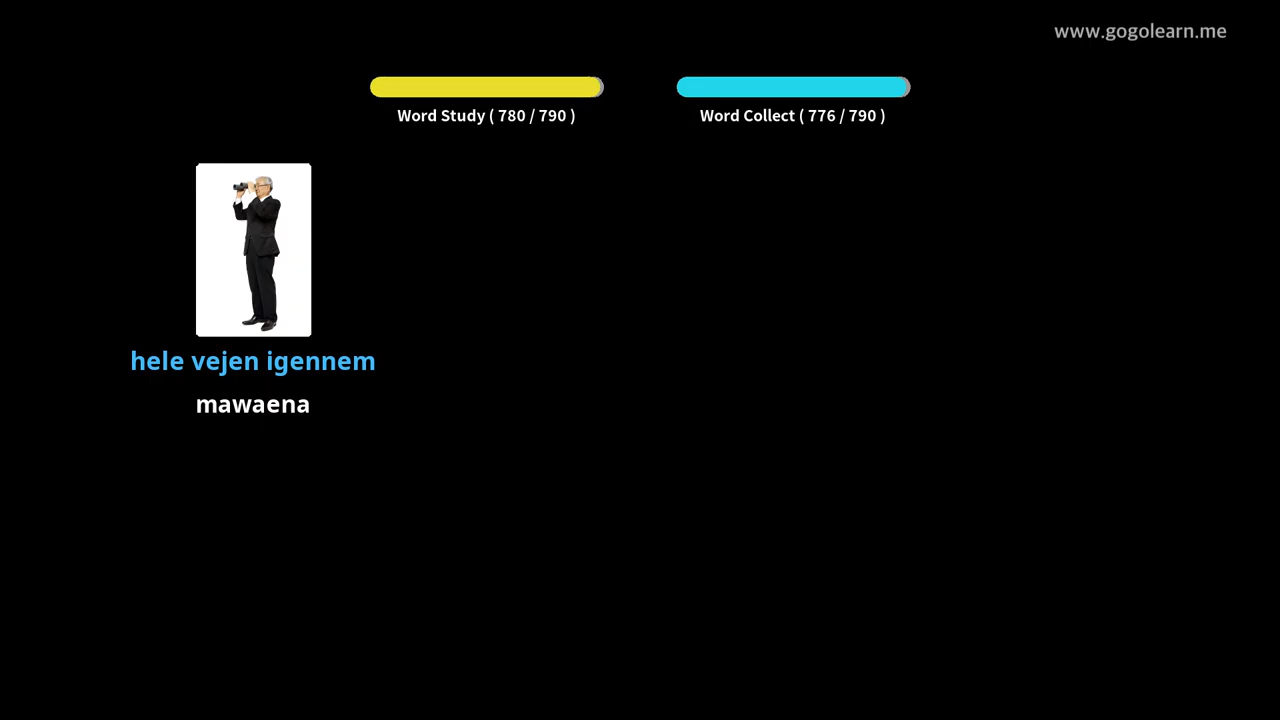 www.gogolearn.me
Word Study ( 780 / 790 )
Word Collect ( 776 / 790 )
hele vejen igennem
mawaena